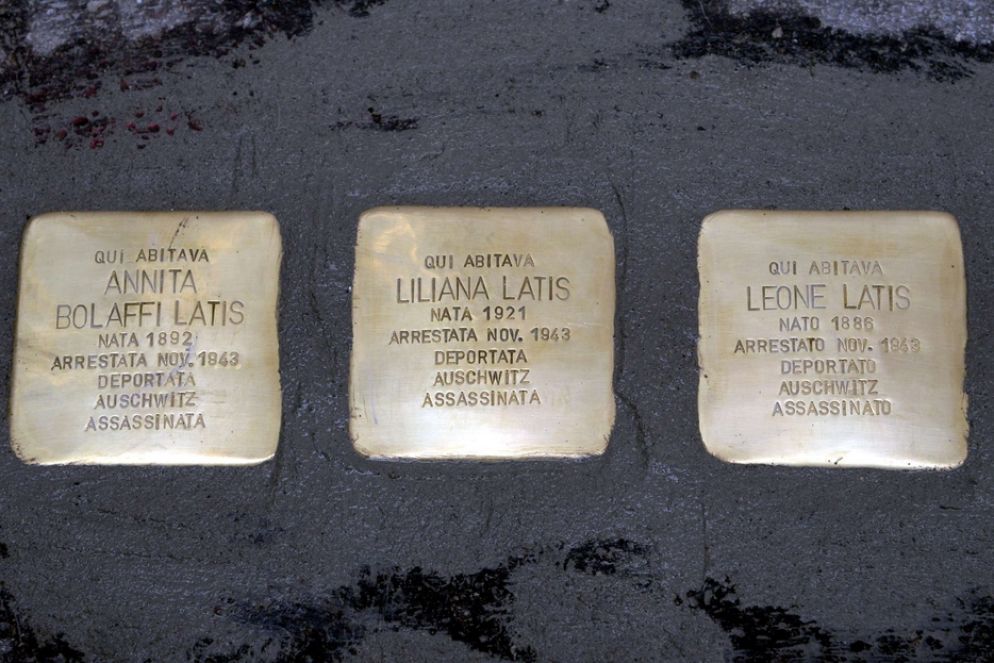 QUI ABITAVA
ANNITA
BOLAFFI LATIS
NATA 1892
ARRESTATA NOV. 1943
DEPORTATA
AUSCHWITZ
ASSASSINATA
QUI ABITAVA
LILIANA LATIS
NATA 1921
ARRESTATA NOV. 1943
DEPORTATA
AUSCHWITZ
ASSASSINATA
QUI ABITAVA
LEONE LATIS
NATO 1886
ARRESTATO NOV. 1943
DEPORTATO
AUSCHWITZ
ASSASSINATO